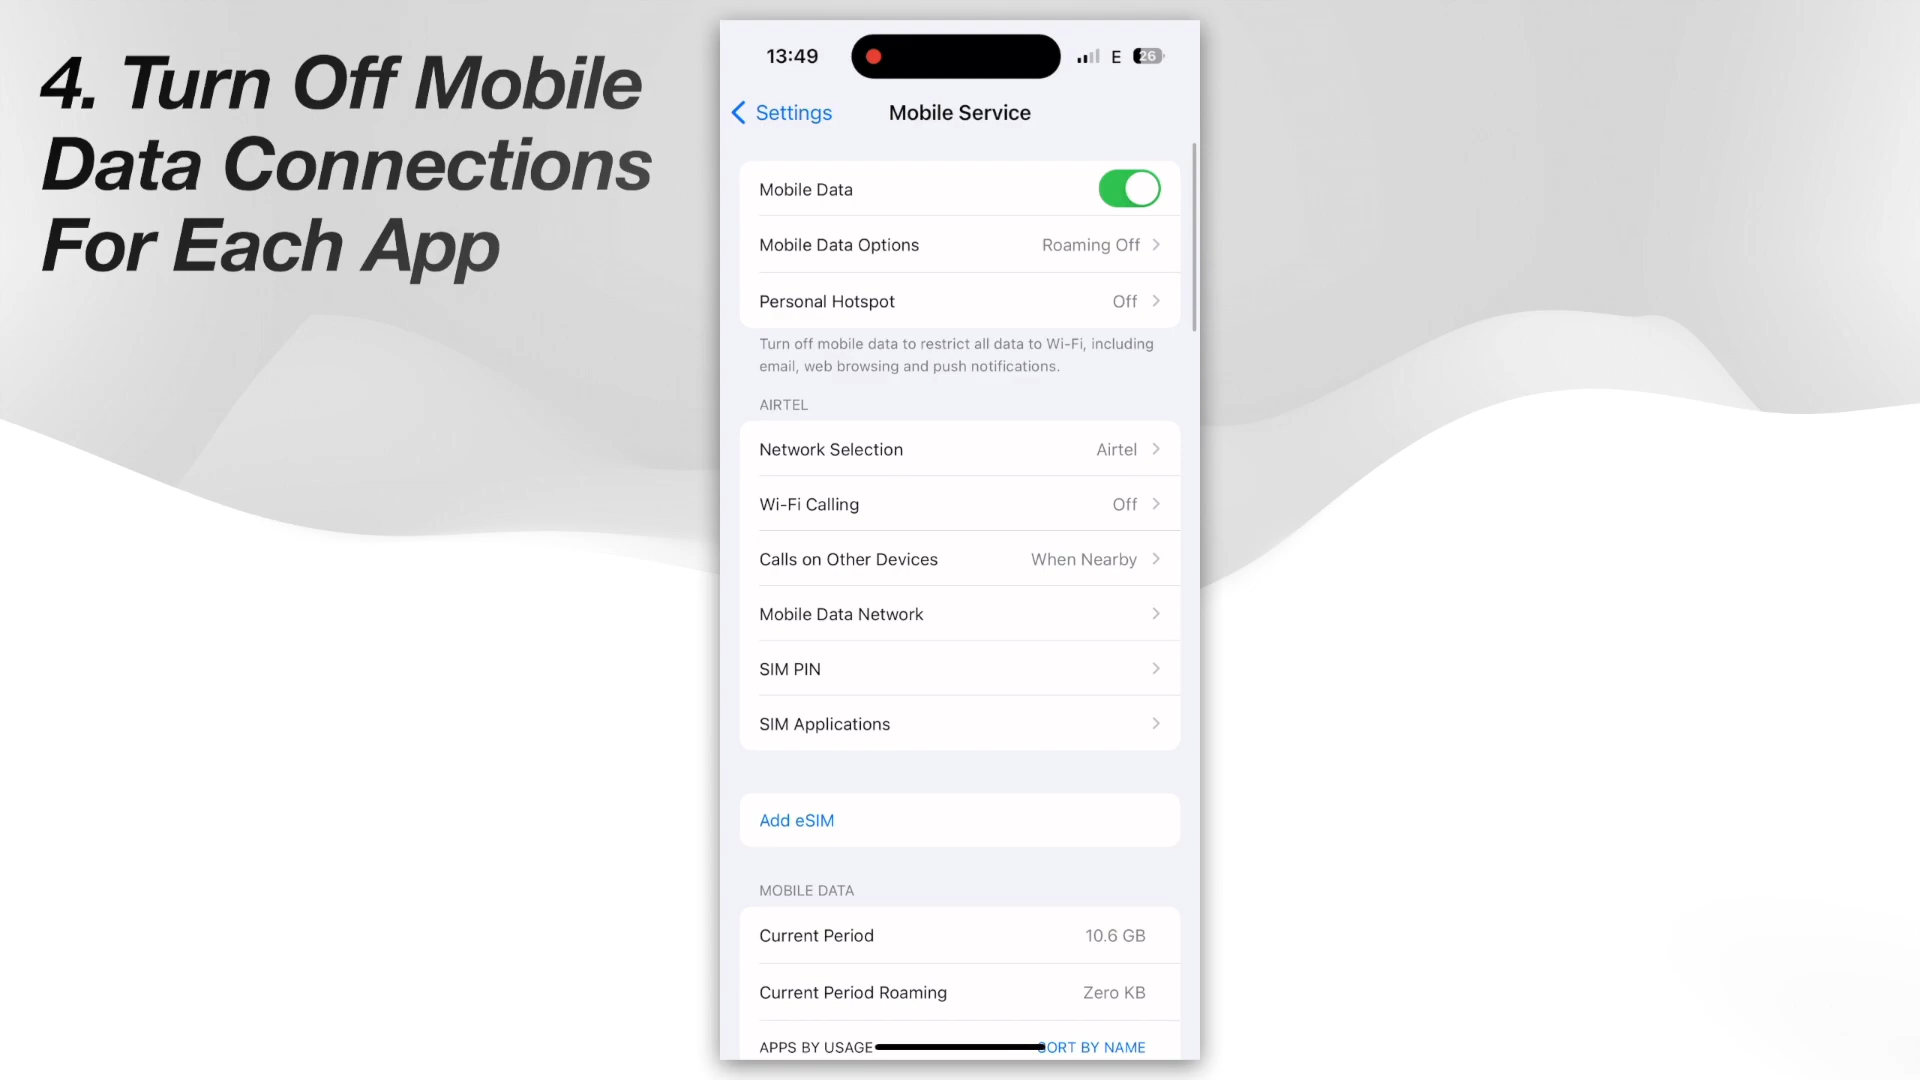 4. Turn Off Mobile
Data Connections
For Each App
13:49
E
26
Settings
Mobile Service
Mobile Data
Mobile Data Options
Roaming Off
Personal Hotspot
Off
Turn off mobile data to restrict all data to Wi-Fi, including
email, web browsing and push notifications.
AIRTEL
Network Selection
Airtel
Wi-Fi Calling
Off
Calls on Other Devices
When Nearby
Mobile Data Network
SIM PIN
SIM Applications
Add eSIM
MOBILE DATA
Current Period
10.6 GB
Current Period Roaming
Zero KB
APPS BY USAGE
SORT BY NAME